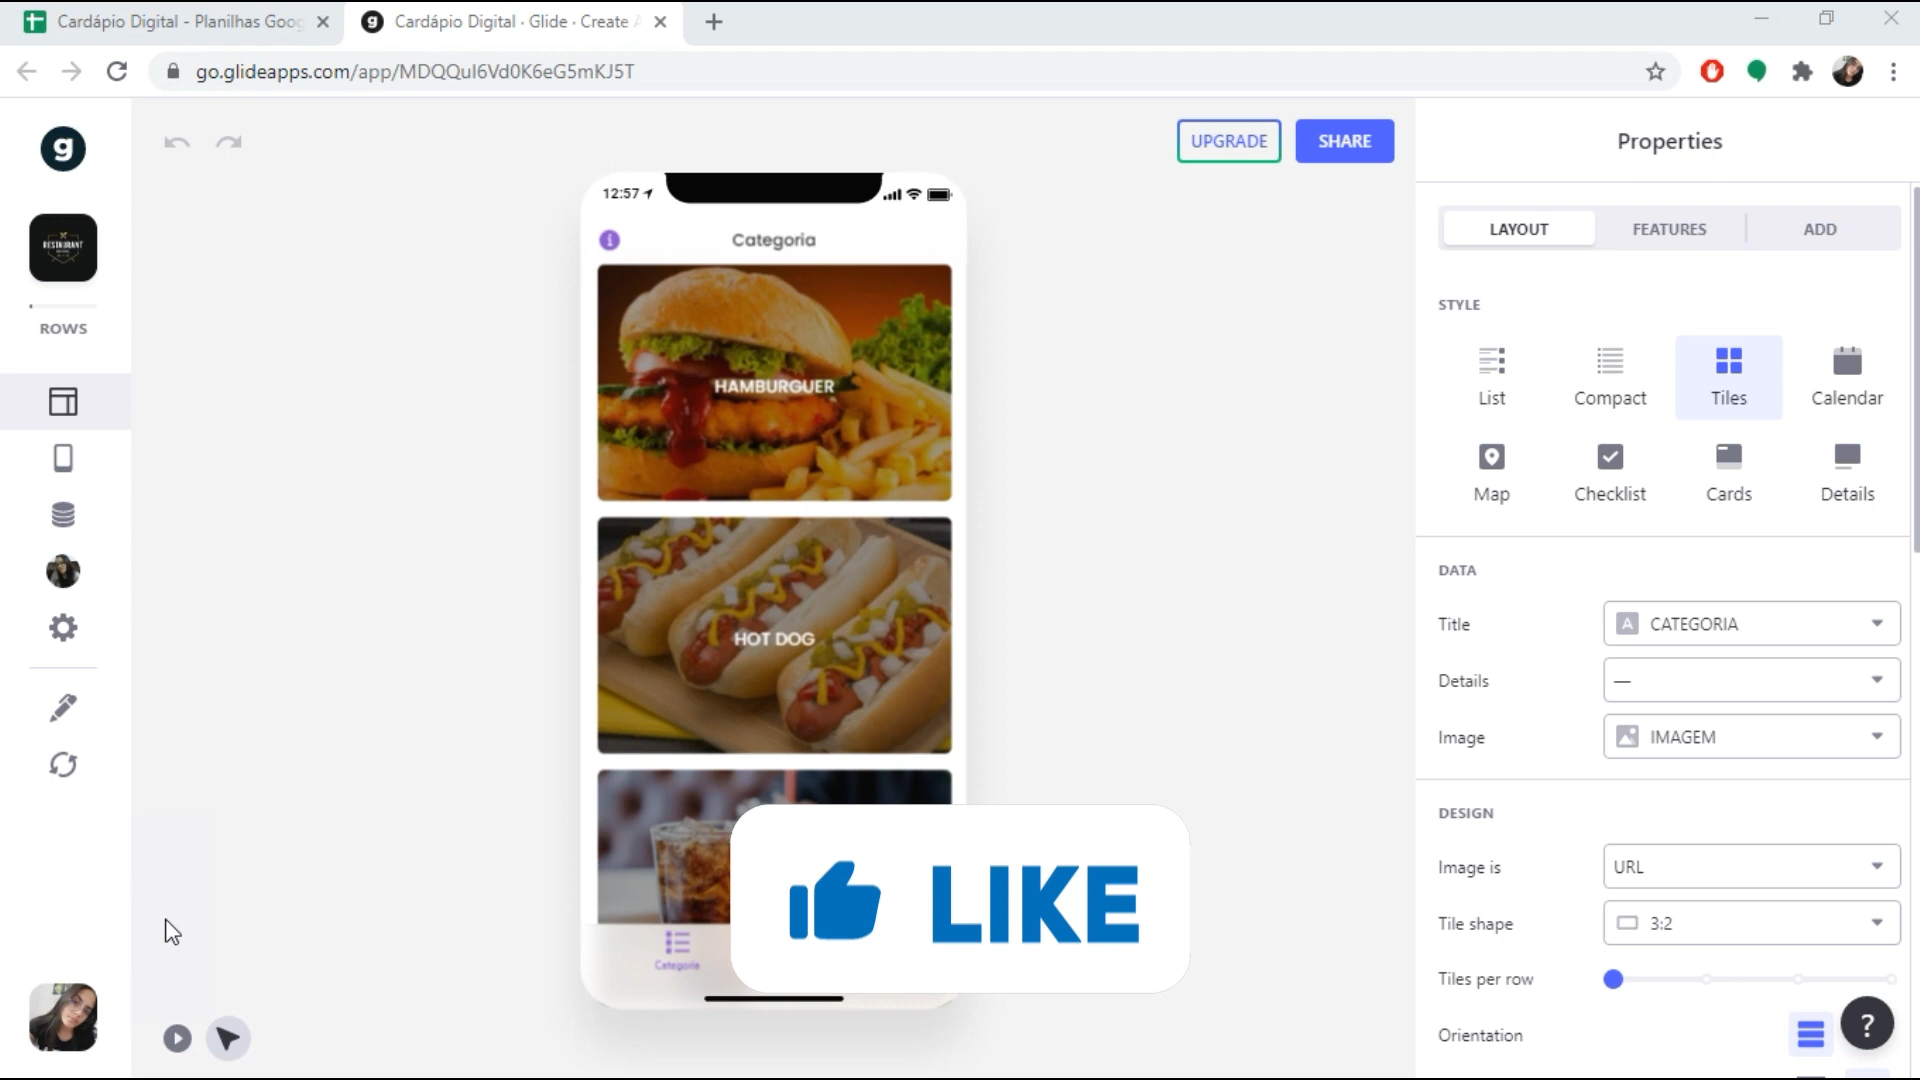 Cardápio Digital - Planilhas Goog
Cardápio Digital · Glide · Create A
go.glideapps.com/app/MDQQuI6Vd0K6eG5mKJ5T
g
RESTAURANT
ROWS
UPGRADE
SHARE
12:57
Categoria
HAMBURGUER
HOT DOG
Categoria
LIKE
Properties
LAYOUT
FEATURES
ADD
STYLE
List
Compact
Tiles
Calendar
Map
Checklist
Cards
Details
DATA
Title
A CATEGORIA
Details
—
Image
IMAGEM
DESIGN
Image is
URL
Tile shape
3:2
Tiles per row
Orientation
?